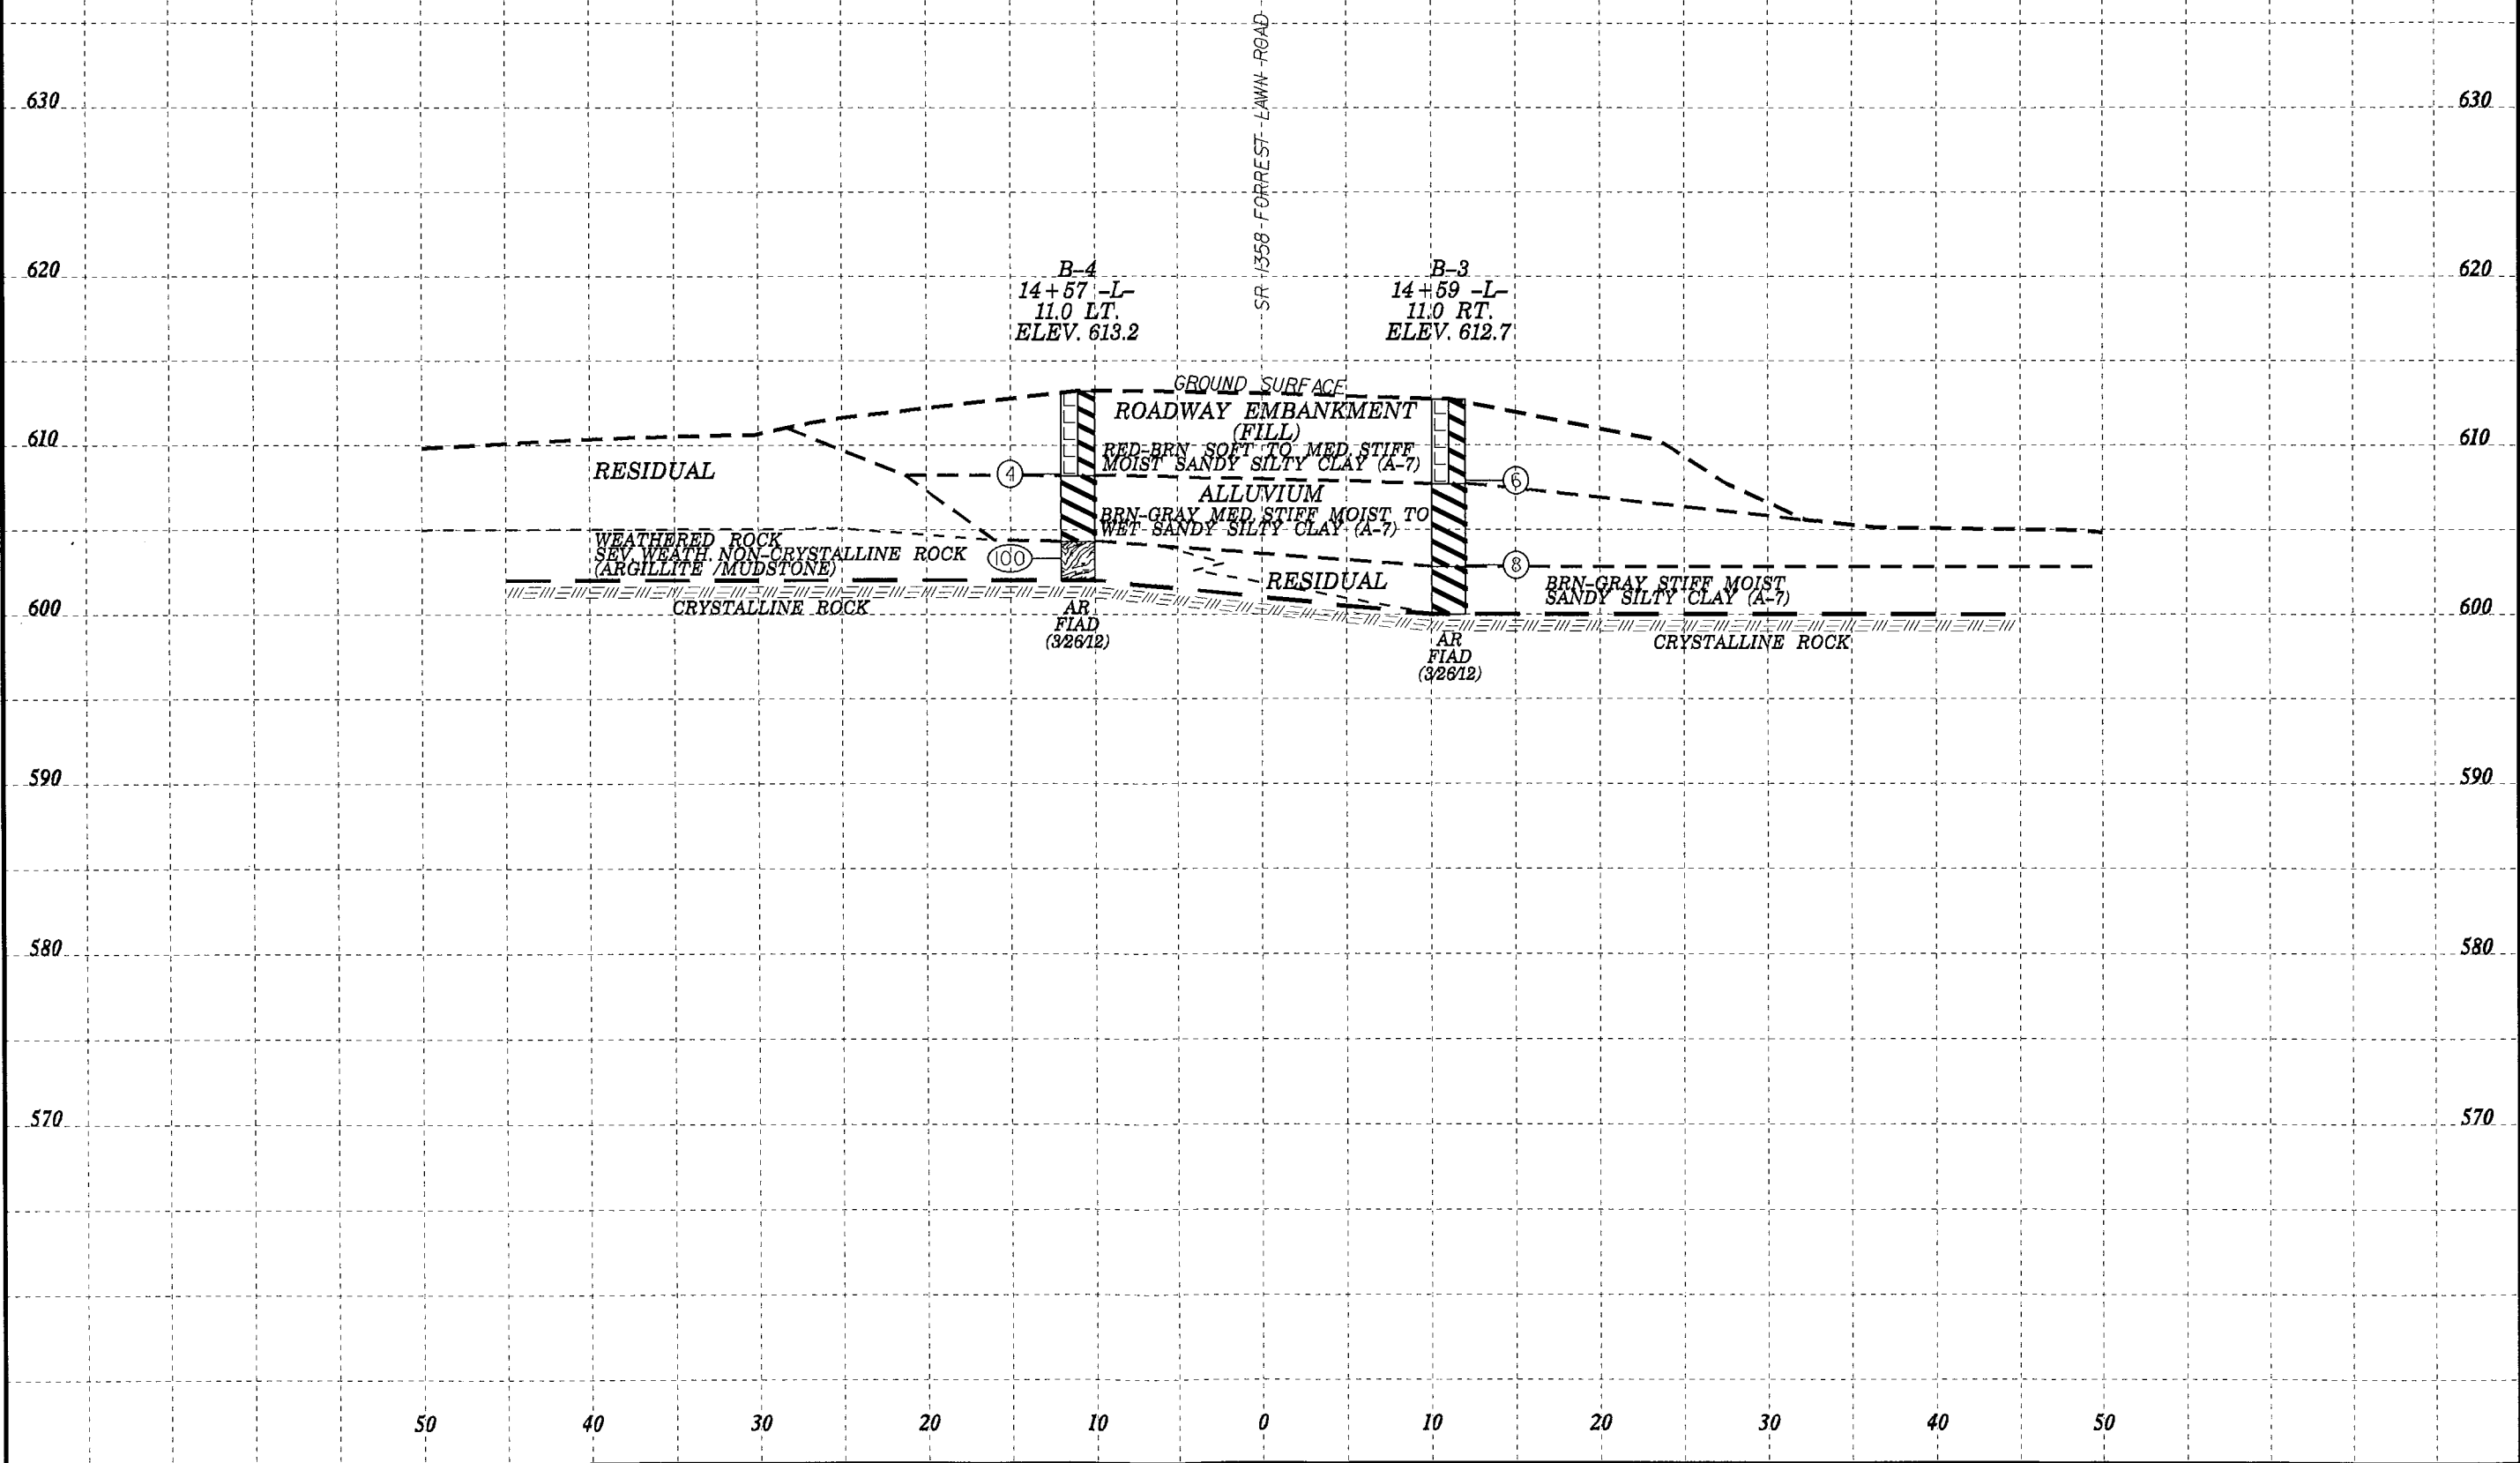 SR 1358 FORREST LAWN ROAD
630 630
620 620
B-4
14+57 -L-
11.0 LT.
ELEV. 613.2
B-3
14+59 -L-
11.0 RT.
ELEV. 612.7
GROUND SURFACE
ROADWAY EMBANKMENT
(FILL)
RED-BRN SOFT TO MED. STIFF
MOIST SANDY SILTY CLAY (A-7)
610 610
RESIDUAL
4
6
ALLUVIUM
BRN-GRAY MED. STIFF MOIST TO
WET SANDY SILTY CLAY (A-7)
WEATHERED ROCK
SEV. WEATH. NON-CRYSTALLINE ROCK
(ARGILLITE /MUDSTONE)
100
8
RESIDUAL
BRN-GRAY STIFF MOIST
SANDY SILTY CLAY (A-7)
600 600
CRYSTALLINE ROCK
AR
FIAD
(3/26/12)
AR
FIAD
(3/26/12)
CRYSTALLINE ROCK
590 590
580 580
570 570
50 40 30 20 10 0 10 20 30 40 50